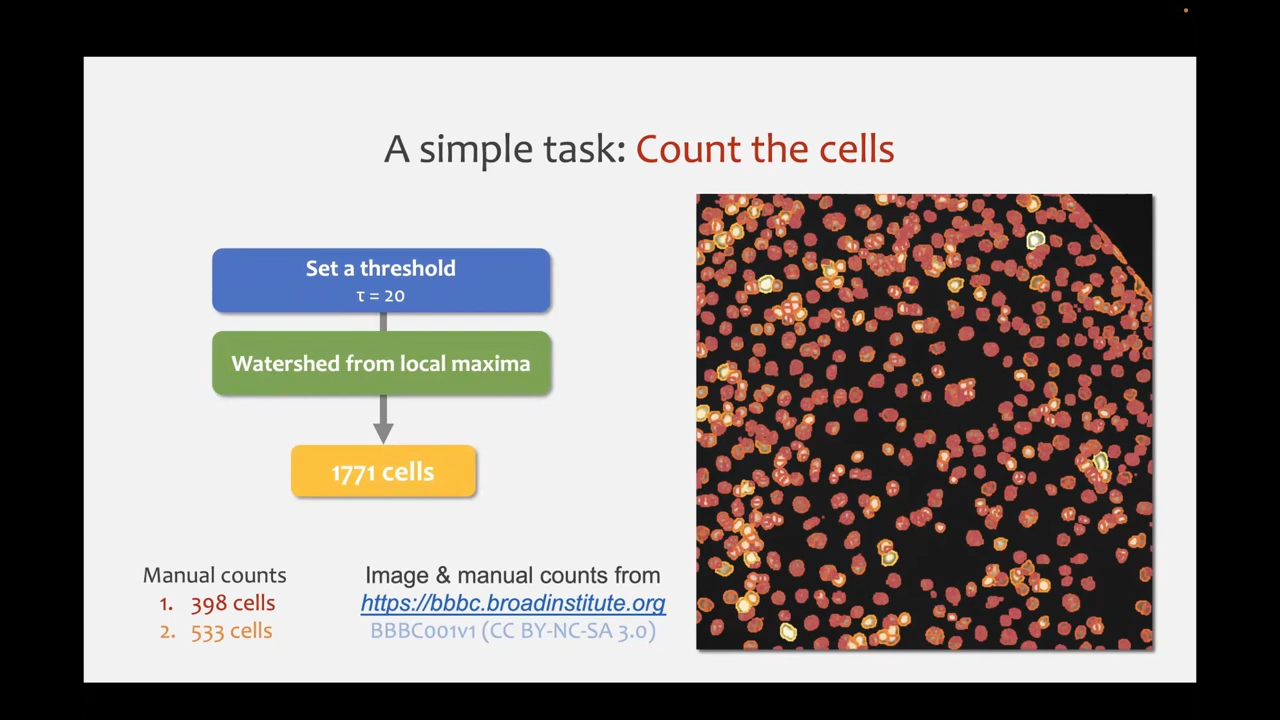 A simple task: Count the cells
Set a threshold
τ = 20
Watershed from local maxima
1771 cells
Manual counts
1. 398 cells
2. 533 cells
Image & manual counts from
https://bbbc.broadinstitute.org
BBBC001v1 (CC BY-NC-SA 3.0)